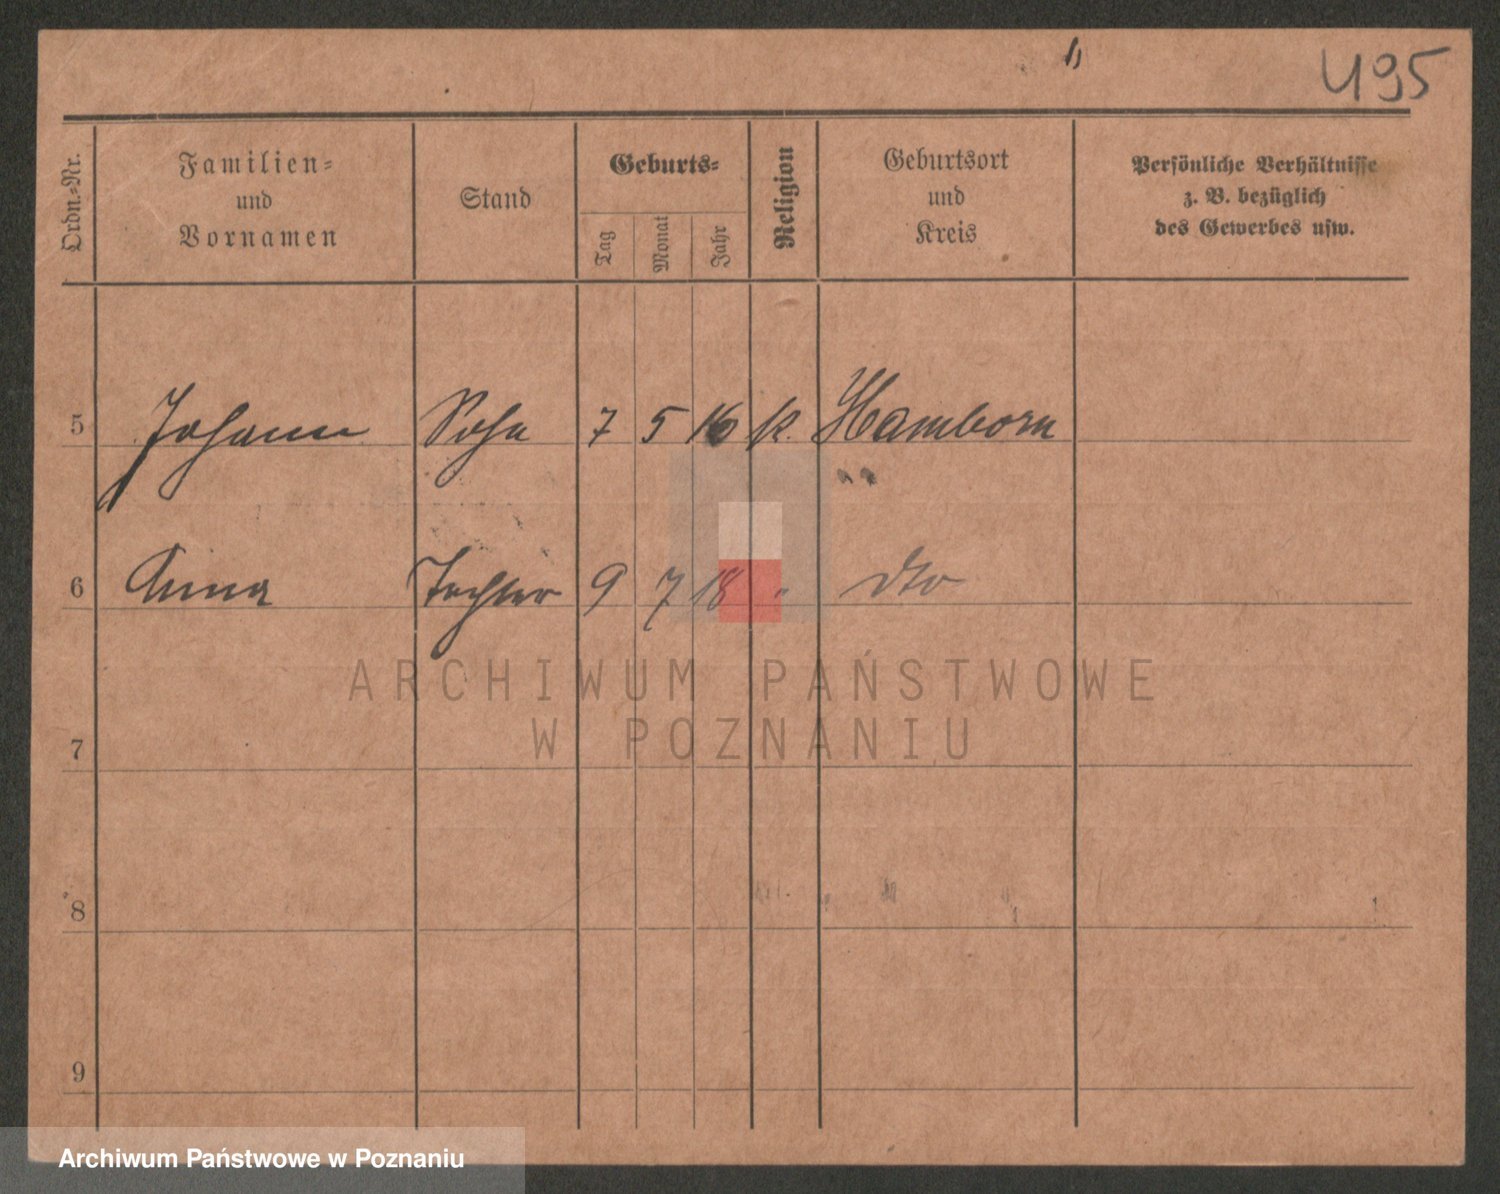 495
Ordn.-Nr.
Familien-
und
Vornamen
Stand
Geburts-
Tag
Monat
Jahr
Religion
Geburtsort
und
Kreis
Persönliche Verhältnisse
z. B. bezüglich
des Gewerbes usw.
5 Johann Sohn 7 5 16 k. Hamborn
6 Anna Tochter 9 7 18 " dto
ARCHIWUM PAŃSTWOWE
W POZNANIU
7
8
9
Archiwum Państwowe w Poznaniu